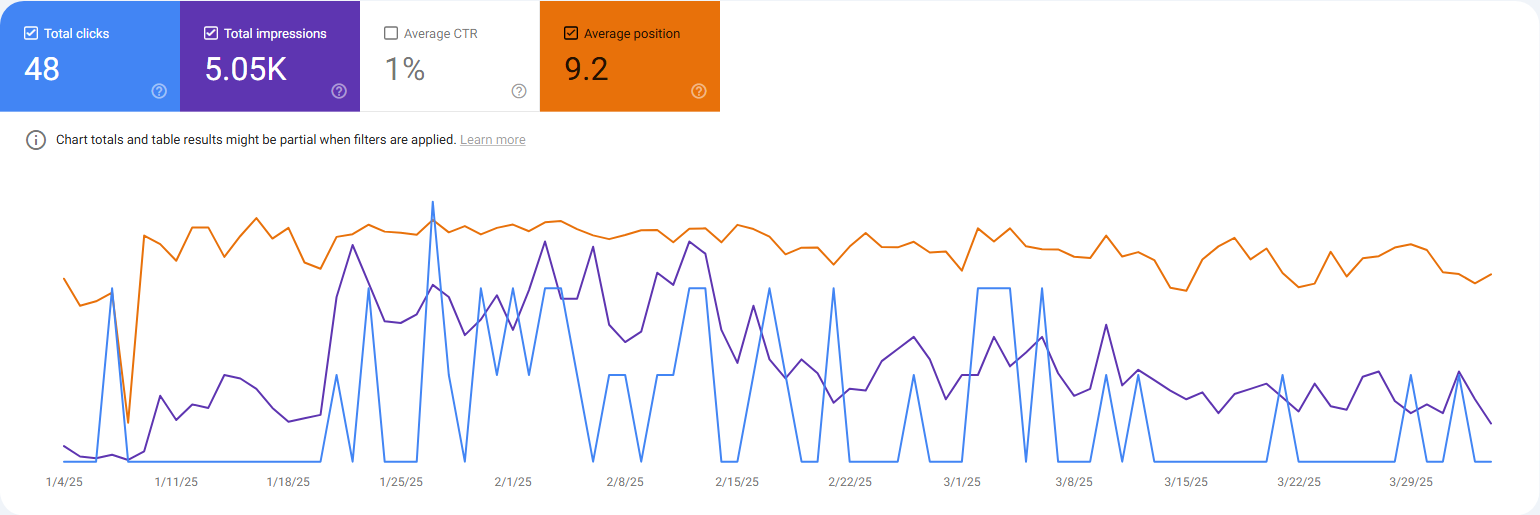 Total clicks
48
Total impressions
5.05K
Average CTR
1%
Average position
9.2
Chart totals and table results might be partial when filters are applied. Learn more
1/4/25 1/11/25 1/18/25 1/25/25 2/1/25 2/8/25 2/15/25 2/22/25 3/1/25 3/8/25 3/15/25 3/22/25 3/29/25